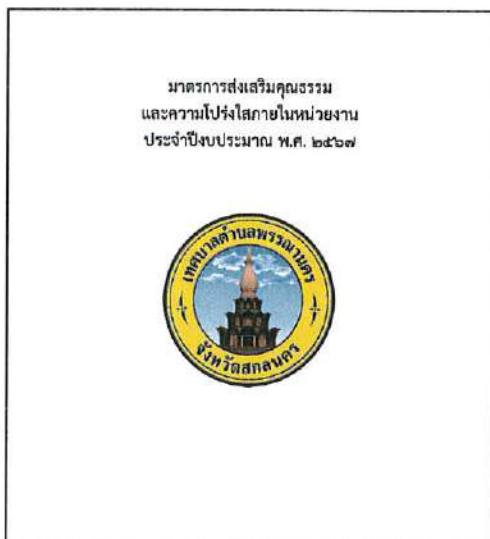 มาตรการส่งเสริมคุณธรรม
และความโปร่งใสภายในหน่วยงาน
ประจำปีงบประมาณ พ.ศ. ๒๕๖๗
เทศบาลตำบลพรรณานคร
จังหวัดสกลนคร